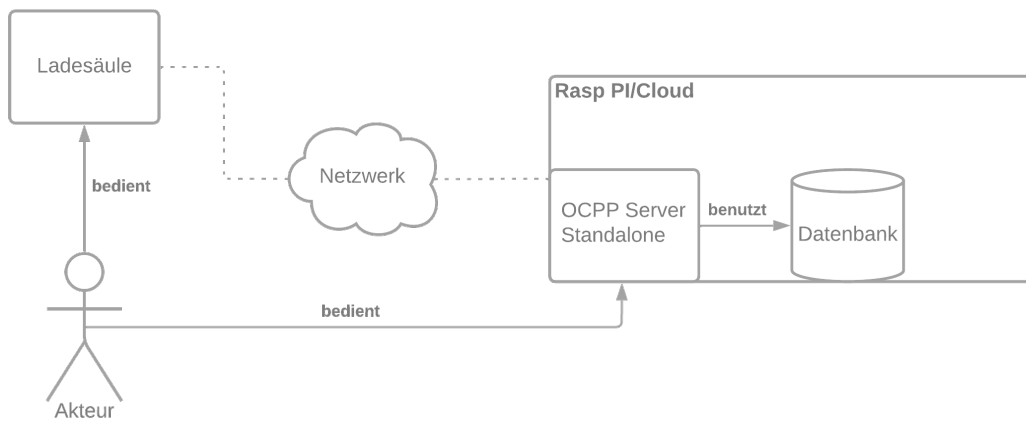 Ladesäule
Rasp PI/Cloud
Netzwerk
bedient
OCPP Server
Standalone
benutzt
Datenbank
bedient
Akteur